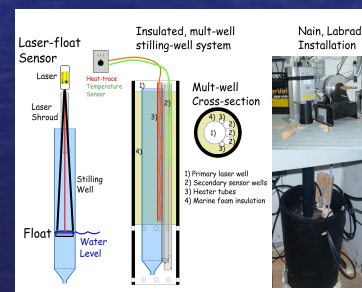 Laser-float
Sensor
Laser
Laser
Shroud
Stilling
Well
Float
Water
Level
Insulated, mult-well
stilling-well system
Heat-trace
Temperature
Sensor
1)
2)
3)
4)
Mult-well
Cross-section
4) 3)
2)
1) 2)
2)
3)
1) Primary laser well
2) Secondary sensor wells
3) Heater tubes
4) Marine foam insulation
Nain, Labrad
Installation